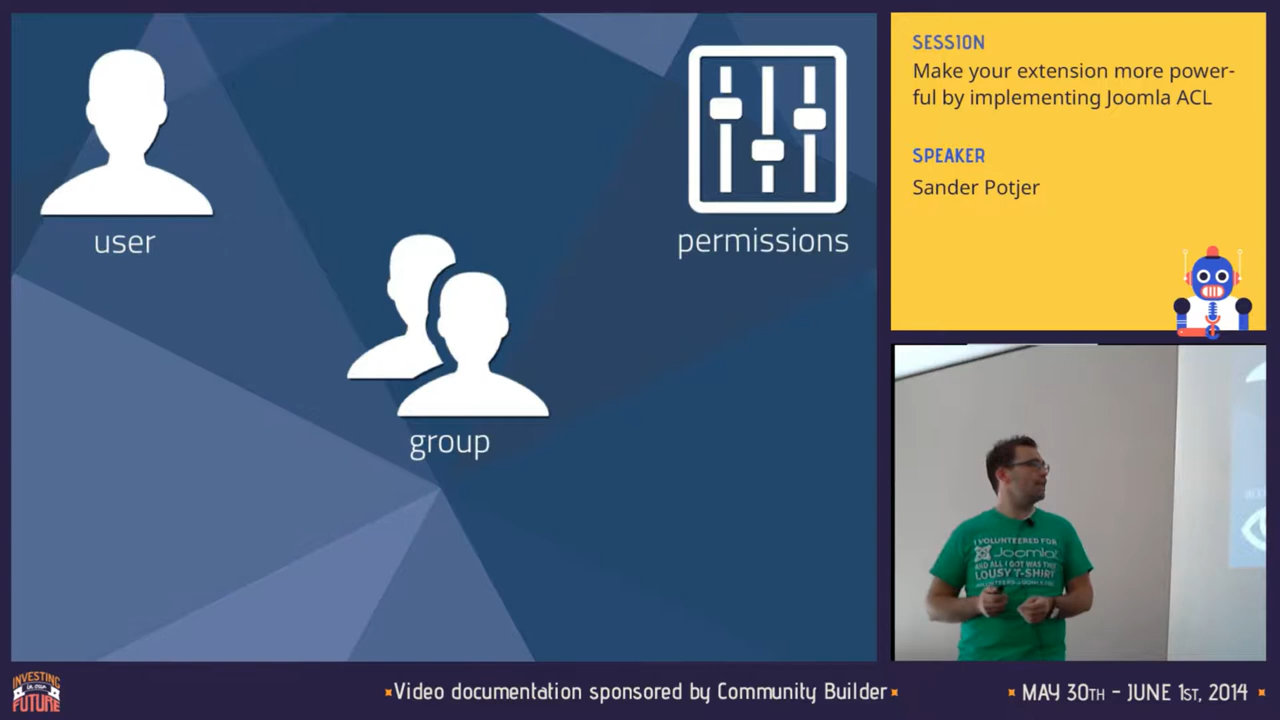 user
permissions
group
SESSION
Make your extension more power-
ful by implementing Joomla ACL
SPEAKER
Sander Potjer
I VOLUNTEERED FOR
Joomla!
AND ALL I GOT WAS THIS
LOUSY T-SHIRT
INVESTING
IN OUR
FUTURE
Video documentation sponsored by Community Builder
MAY 30TH - JUNE 1ST, 2014